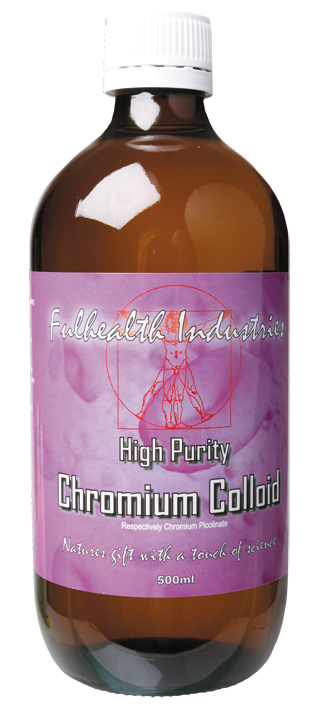 Fulhealth Industries
High Purity
Chromium Colloid
Respectively Chromium Picolinate
Natures gift with a touch of science
500ml